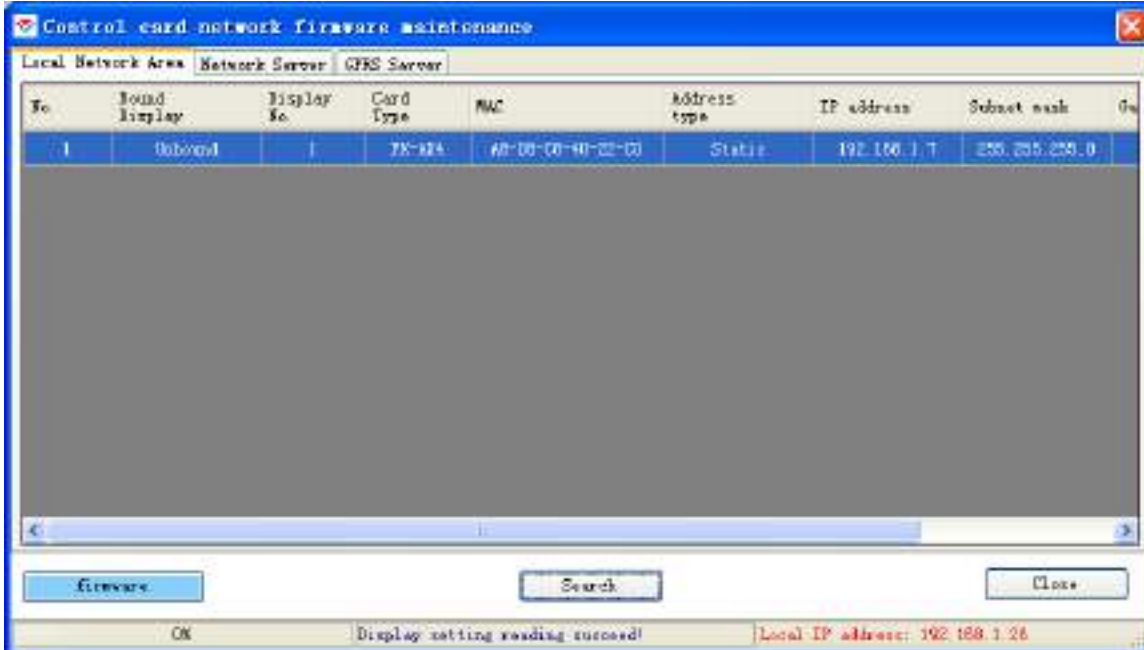 Control card network firmware maintenance
Local Network Area Network Server GPRS Server
No Bound Display Display No. Card Type MAC Address type IP address Subnet mask
1 Unbound 1 Static 192.168.1.7 255.255.255.0
firmware Search Close
OK Display setting reading succeed! Local IP address: 192.168.1.26